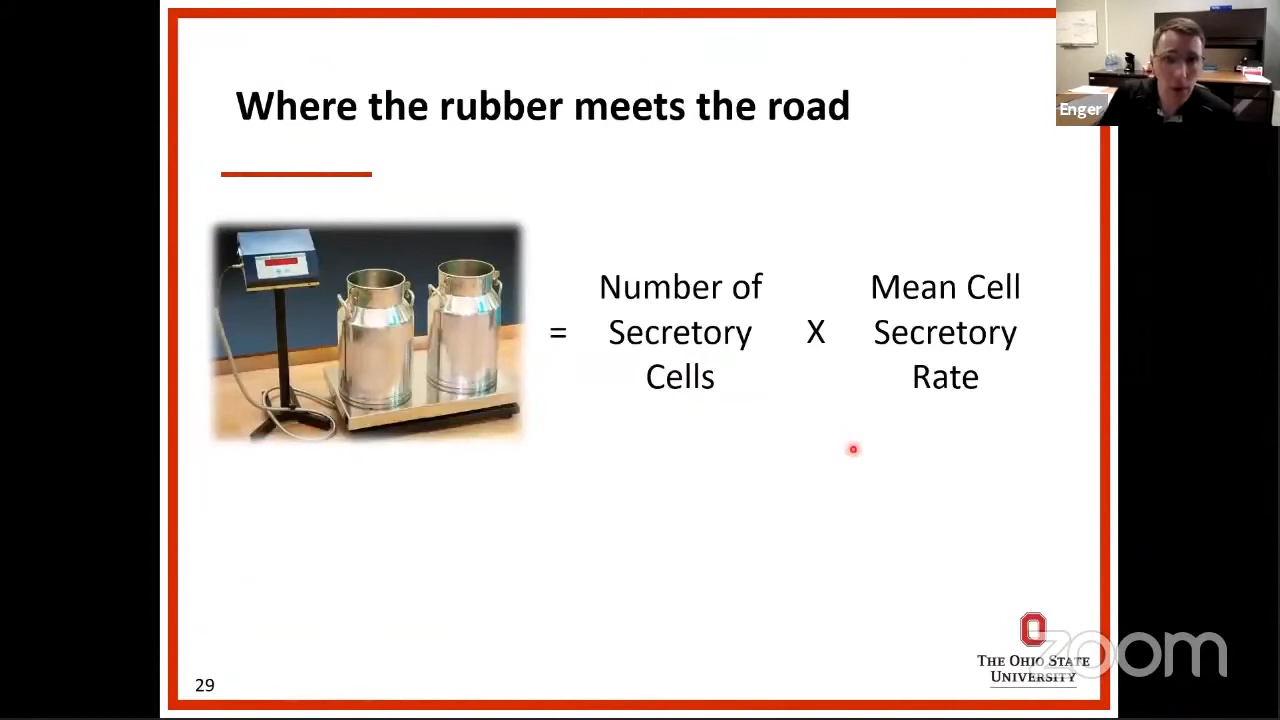 Where the rubber meets the road
Enger
=
Number of
Secretory
Cells
X
Mean Cell
Secretory
Rate
THE OHIO STATE
UNIVERSITY
zoom
29